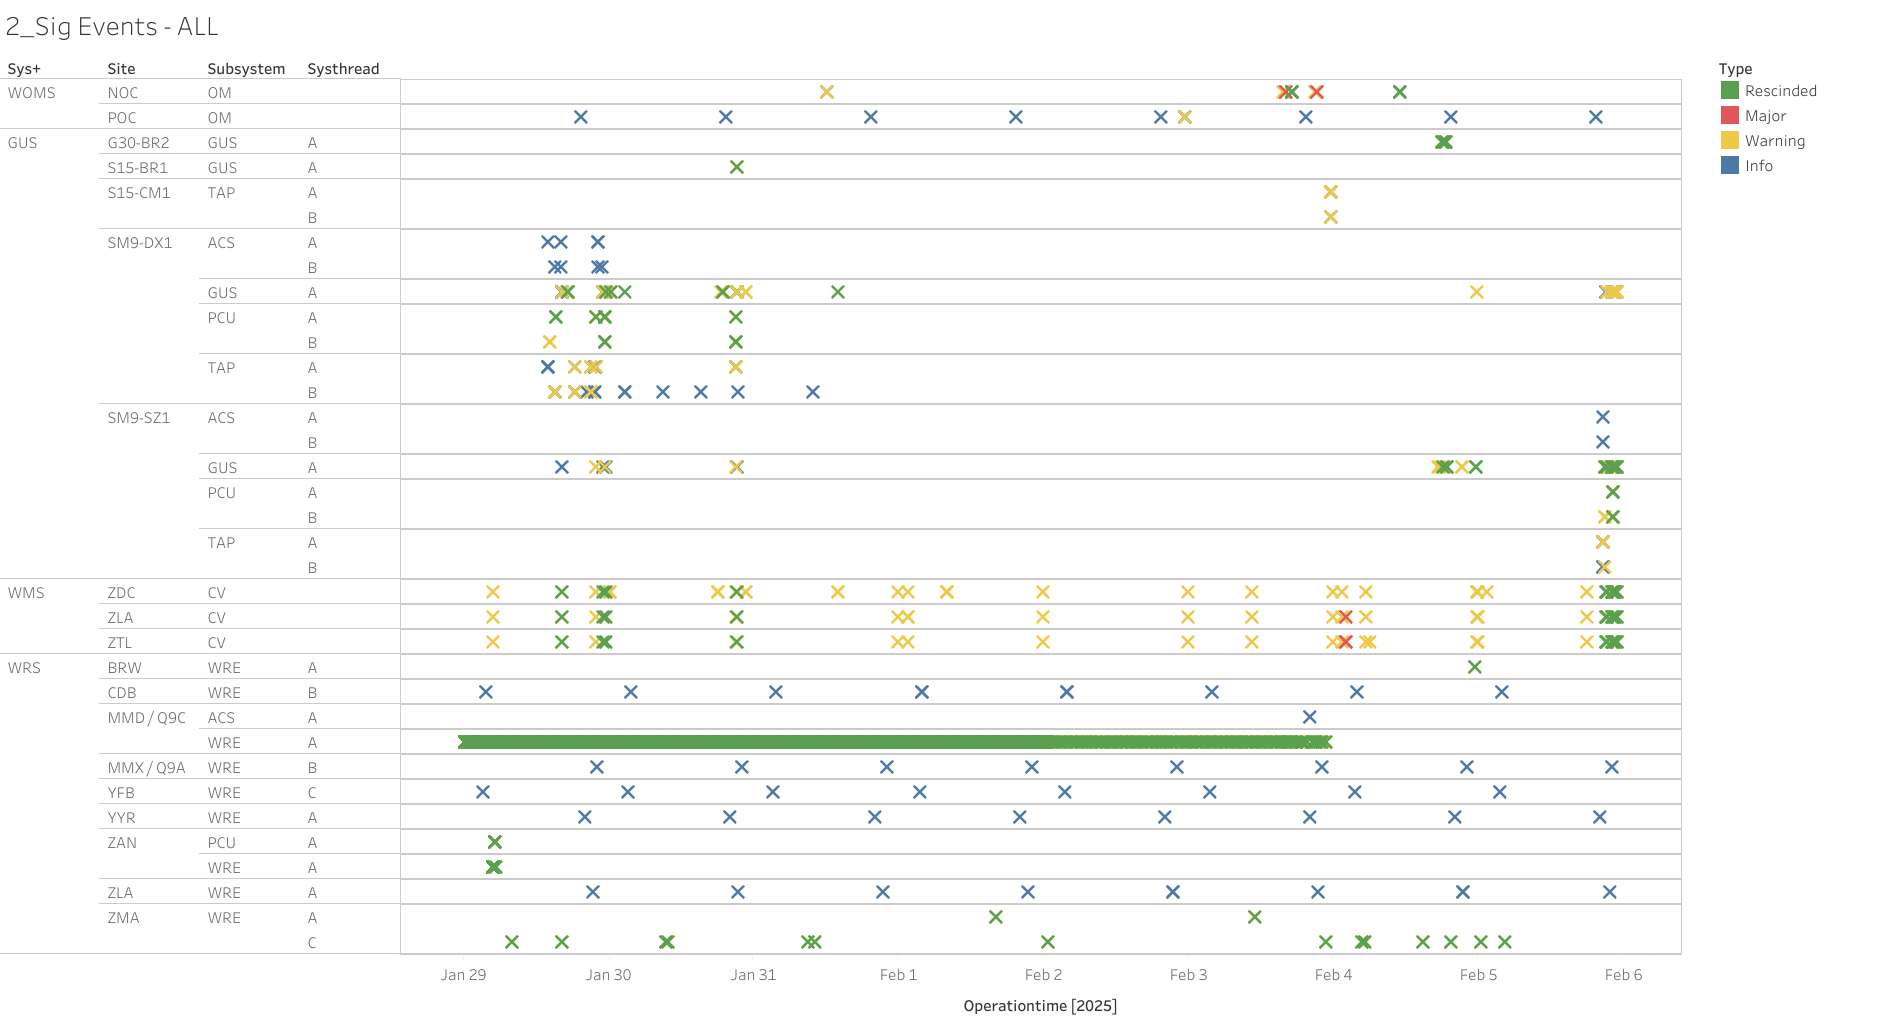 2_Sig Events - ALL
Sys+ Site Subsystem Systhread
Type
WOMS NOC OM
Rescinded
POC OM
Major
GUS G30-BR2 GUS A
Warning
S15-BR1 GUS A
Info
S15-CM1 TAP A
B
SM9-DX1 ACS A
B
GUS A
PCU A
B
TAP A
B
SM9-SZ1 ACS A
B
GUS A
PCU A
B
TAP A
B
WMS ZDC CV
ZLA CV
ZTL CV
WRS BRW WRE A
CDB WRE B
MMD / Q9C ACS A
WRE A
MMX / Q9A WRE B
YFB WRE C
YYR WRE A
ZAN PCU A
WRE A
ZLA WRE A
ZMA WRE A
C
Jan 29 Jan 30 Jan 31 Feb 1 Feb 2 Feb 3 Feb 4 Feb 5 Feb 6
Operationtime [2025]